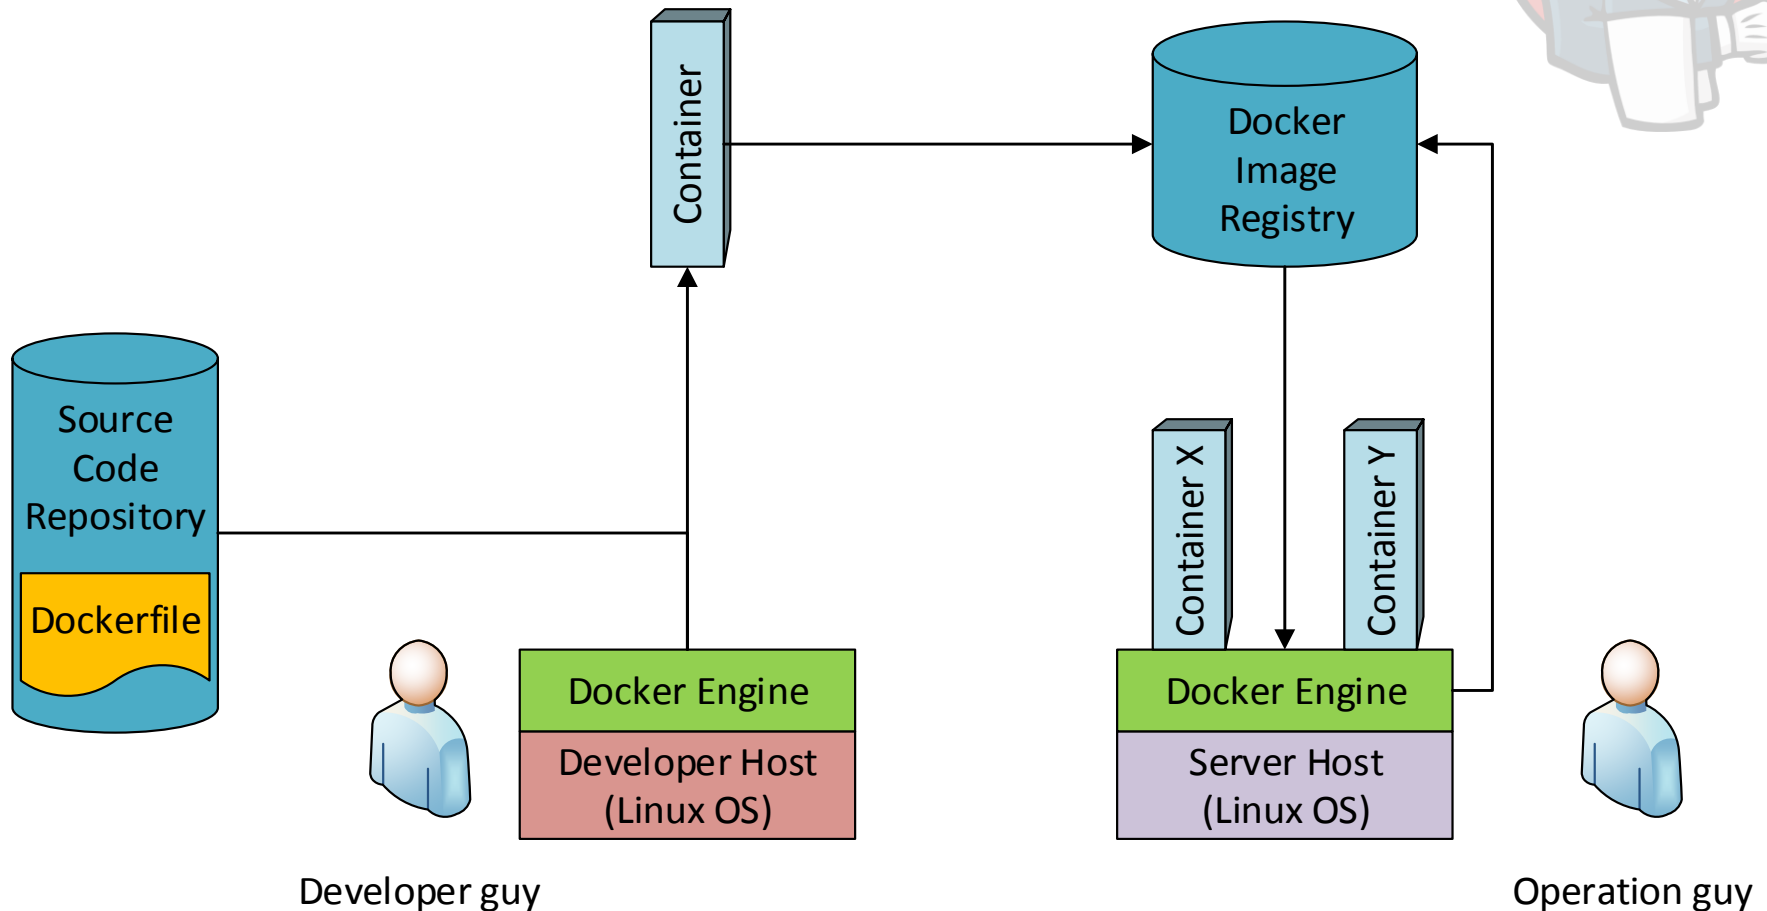 Container
Docker
Image
Registry
Source
Code
Repository
Dockerfile
Container X
Container Y
Docker Engine
Developer Host
(Linux OS)
Docker Engine
Server Host
(Linux OS)
Developer guy
Operation guy